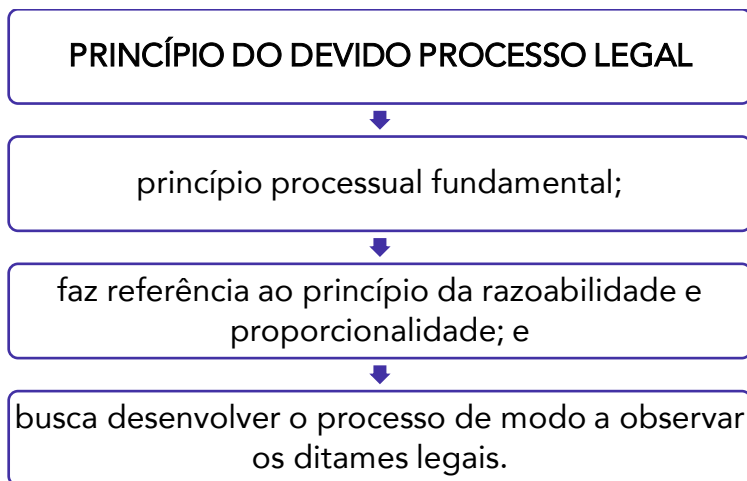 PRINCÍPIO DO DEVIDO PROCESSO LEGAL
princípio processual fundamental;
faz referência ao princípio da razoabilidade e
proporcionalidade; e
busca desenvolver o processo de modo a observar
os ditames legais.